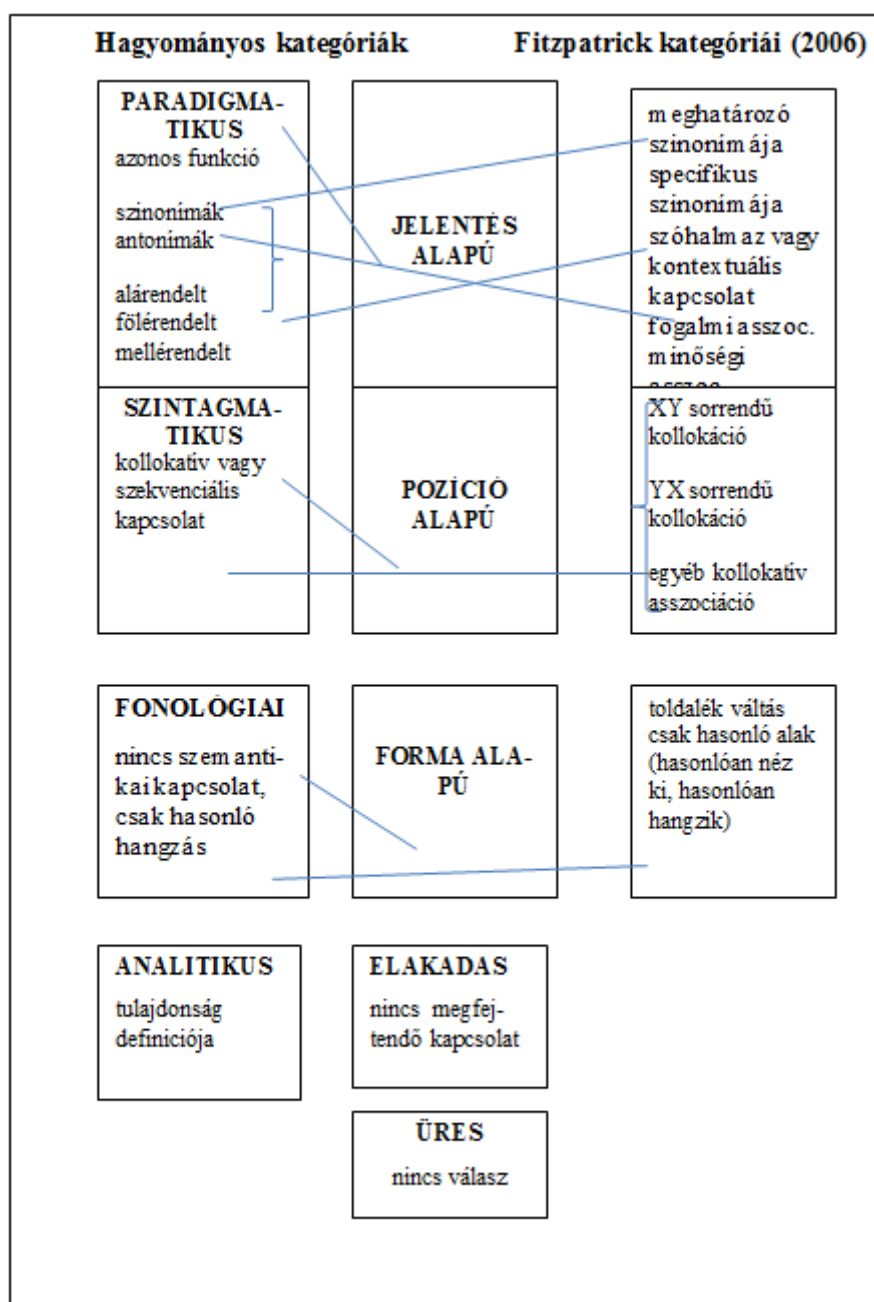 Hagyományos kategóriák
Fitzpatrick kategóriái (2006)
PARADIGMA-
TIKUS
azonos funkció
szinonimák
antonimák
alárendelt
fölérendelt
mellérendelt
JELENTÉS
ALAPÚ
meghatározó
szinonimája
specifikus
szinonimája
szóhalmaz vagy
kontextuális
kapcsolat
fogalmi asszoc.
minőségi
SZINTAGMA-
TIKUS
kollokatív vagy
szekvenciális
kapcsolat
POZÍCIÓ
ALAPÚ
XY sorrendű
kollokáció
YX sorrendű
kollokáció
egyéb kollokatív
asszociáció
FONOLÓGIAI
nincs szemanti-
kai kapcsolat,
csak hasonló
hangzás
FORMA ALA-
PÚ
toldalék váltás
csak hasonló alak
(hasonlóan néz
ki, hasonlóan
hangzik)
ANALITIKUS
tulajdonság
definiciója
ELAKADAS
nincs megfej-
tendő kapcsolat
ÜRES
nincs válasz